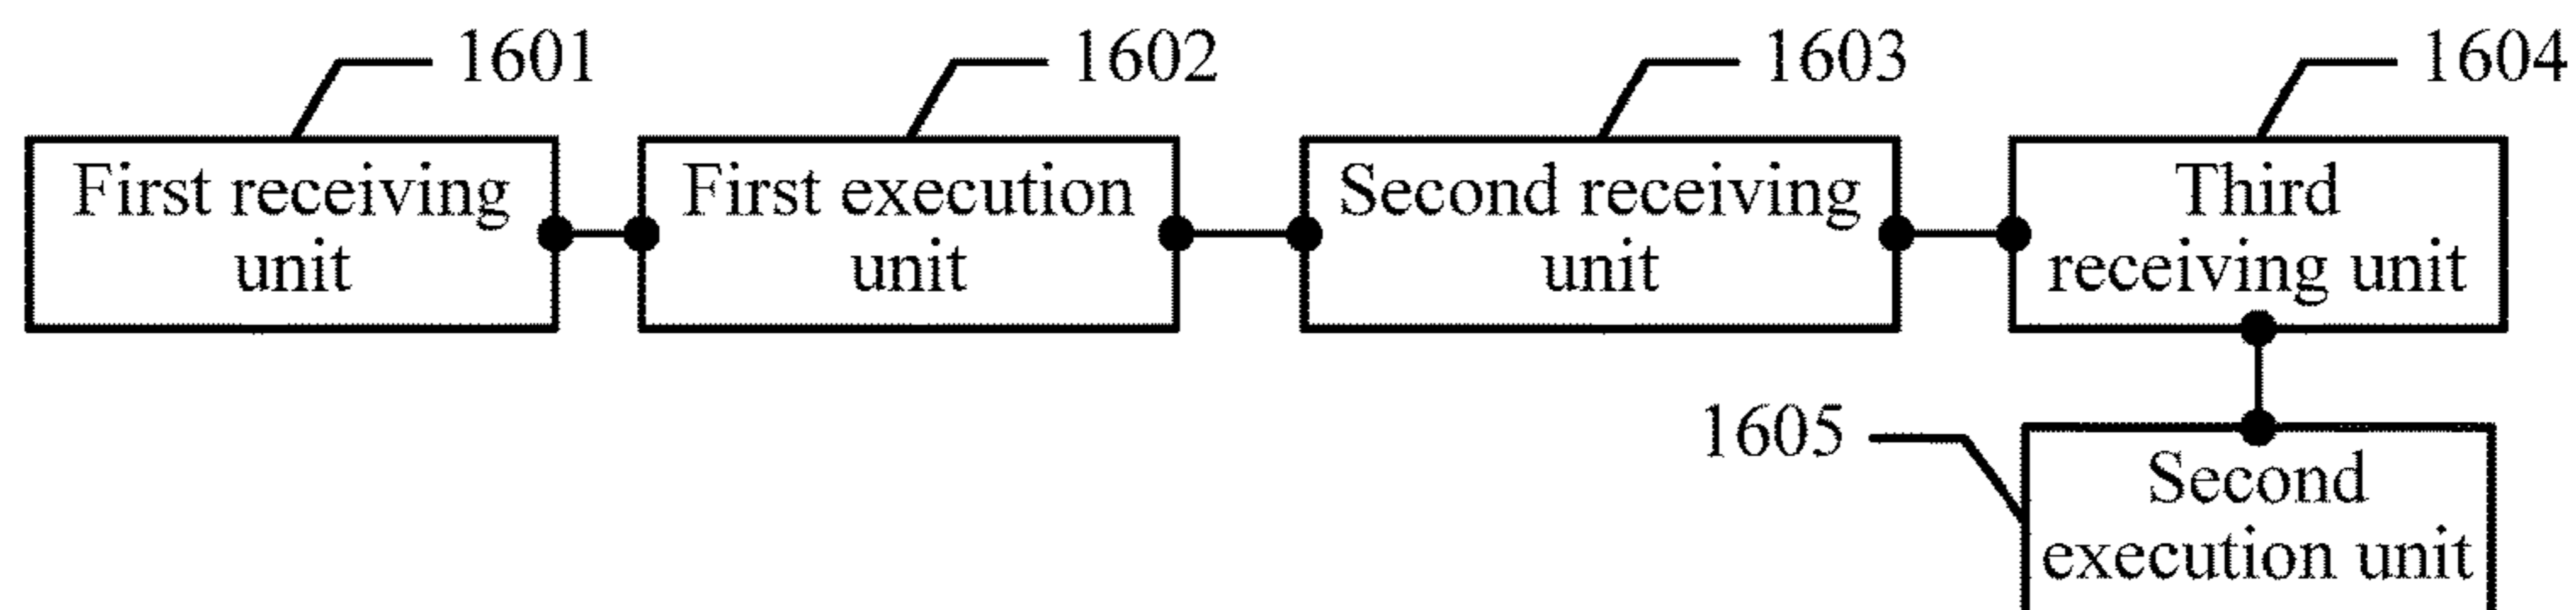 1601
1602
1603
1604
First receiving
unit
First execution
unit
Second receiving
unit
Third
receiving unit
1605
Second
execution unit